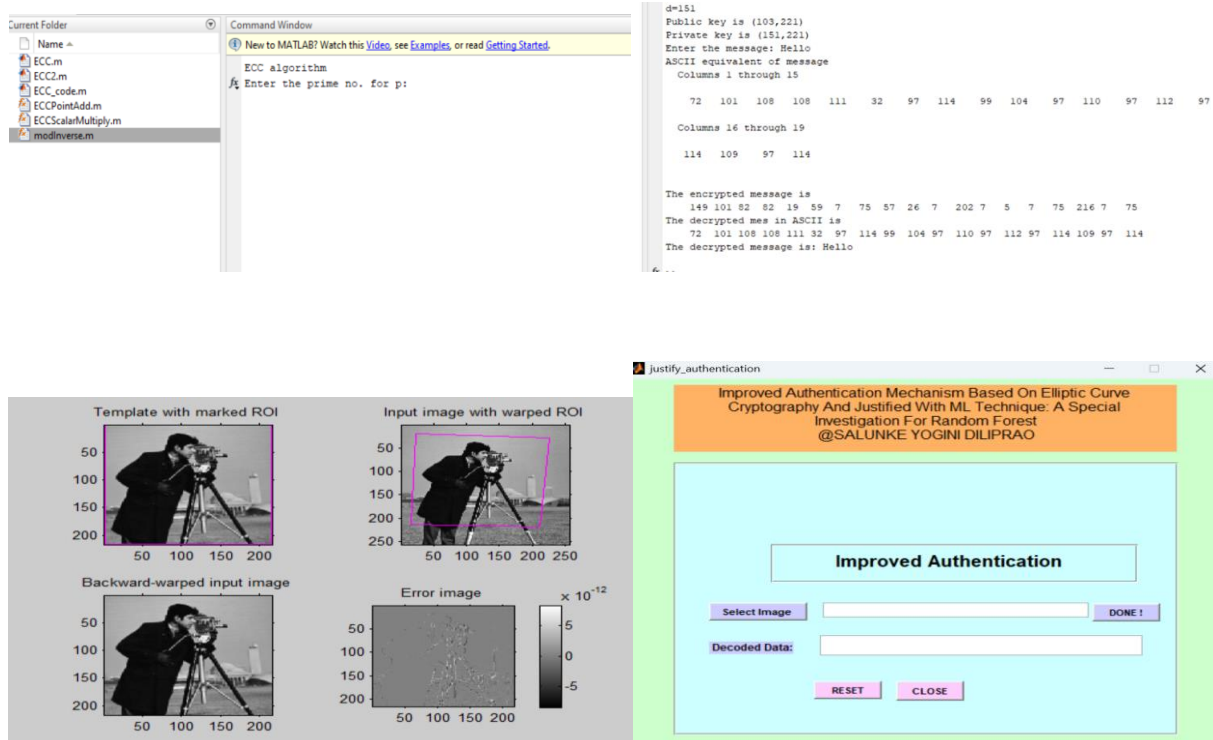 Current Folder
Name
ECC.m
ECC2.m
ECC_code.m
ECCPointAdd.m
ECCScalarMultiply.m
modInverse.m
Command Window
New to MATLAB? Watch this Video, see Examples, or read Getting Started.
ECC algorithm
fx Enter the prime no. for p:
d=151
Public key is (103,221)
Private key is (151,221)
Enter the message: Hello
ASCII equivalent of message
Columns 1 through 15
72 101 108 108 111 32 97 114 99 104 97 110 97 112 97
Columns 16 through 19
114 109 97 114
The encrypted message is
149 101 82 82 19 59 7 75 57 26 7 202 7 5 7 75 216 7 75
The decrypted mes in ASCII is
72 101 108 108 111 32 97 114 99 104 97 110 97 112 97 114 109 97 114
The decrypted message is: Hello
Template with marked ROI
50
100
150
200
50 100 150 200
Input image with warped ROI
50
100
150
200
250
50 100 150 200 250
Backward-warped input image
50
100
150
200
50 100 150 200
Error image
x 10-12
50
100
150
200
50 100 150 200
5
0
-5
justify_authentication
Improved Authentication Mechanism Based On Elliptic Curve
Cryptography And Justified With ML Technique: A Special
Investigation For Random Forest
@SALUNKE YOGINI DILIPRAO
Improved Authentication
Select Image
DONE !
Decoded Data:
RESET
CLOSE